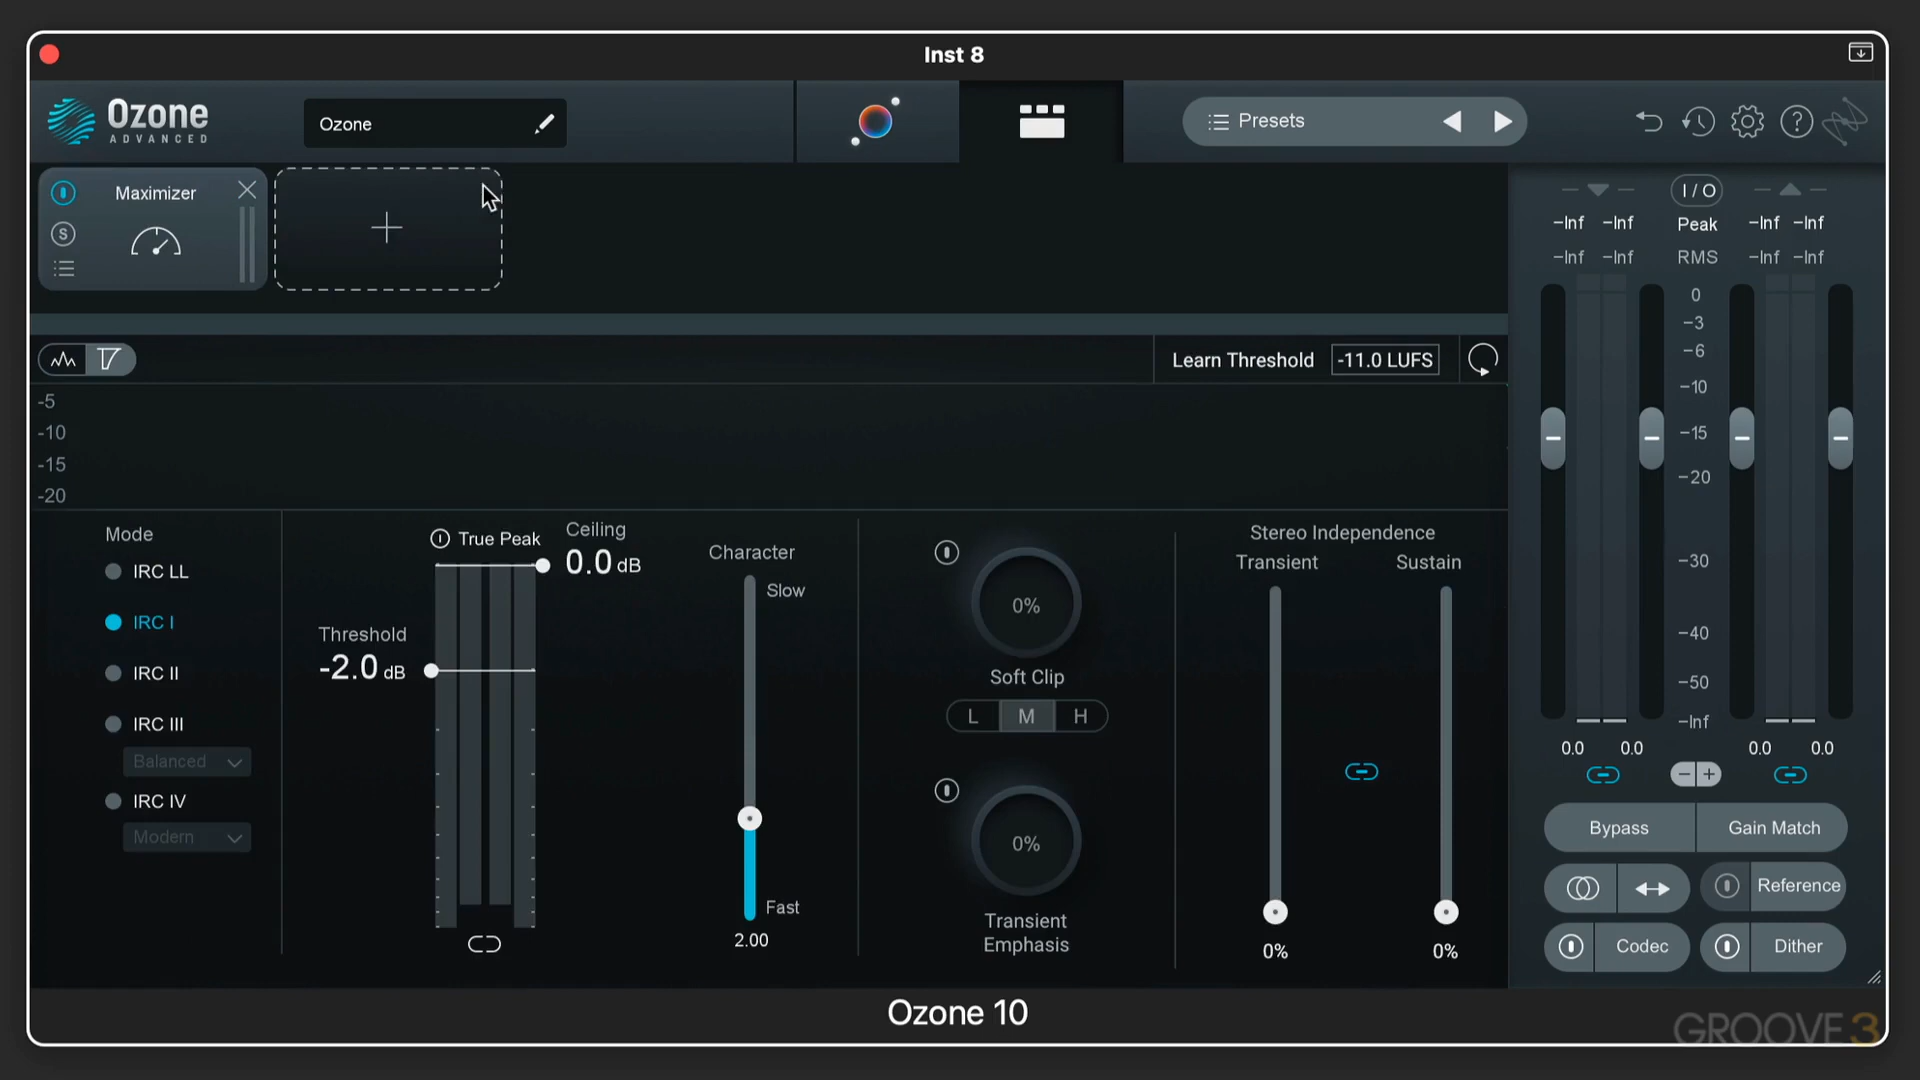 Inst 8
Ozone
ADVANCED
Ozone
Presets
Maximizer
S
I / O
-Inf -Inf Peak -Inf -Inf
-Inf -Inf RMS -Inf -Inf
Learn Threshold -11.0 LUFS
-5
-10
-15
-20
0
-3
-6
-10
-15
-20
-30
-40
-50
-Inf
Mode
IRC LL
IRC I
IRC II
IRC III
Balanced
IRC IV
Modern
True Peak
Ceiling
0.0 dB
Threshold
-2.0 dB
Character
Slow
Fast
2.00
0%
Soft Clip
L M H
0%
Transient
Emphasis
Stereo Independence
Transient Sustain
0% 0%
0.0 0.0 0.0 0.0
Bypass Gain Match
Reference
Codec Dither
Ozone 10
GROOVE 3